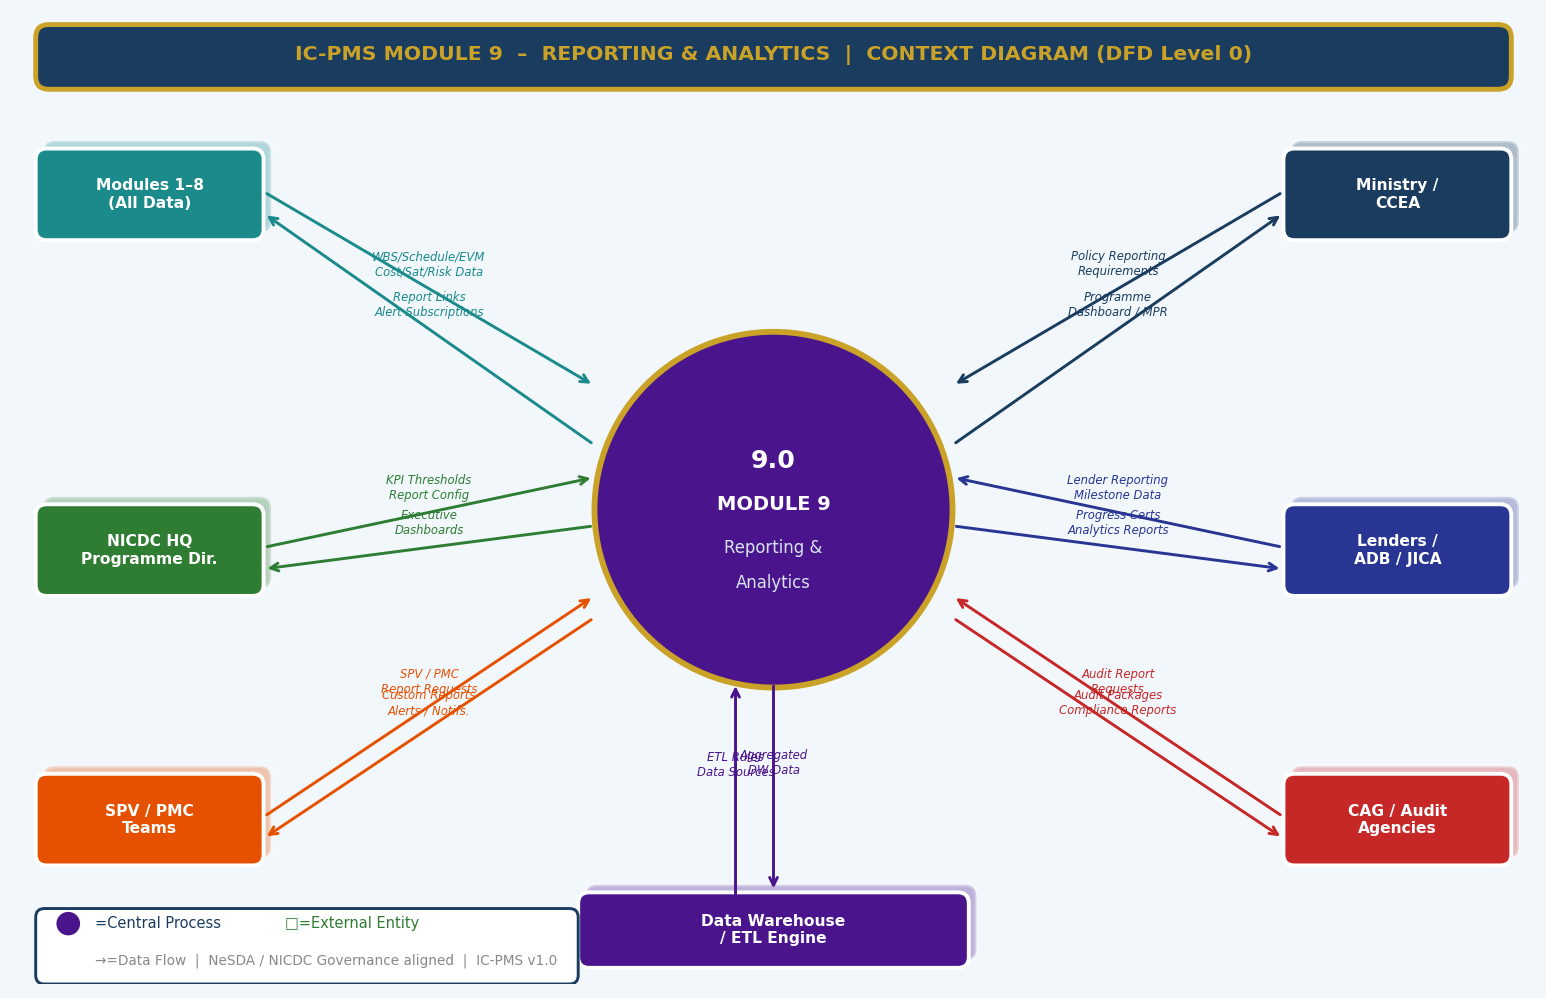 IC-PMS MODULE 9 – REPORTING & ANALYTICS | CONTEXT DIAGRAM (DFD Level 0)
Modules 1–8
(All Data)
Ministry /
CCEA
WBS/Schedule/EVM
Cost/Sat/Risk Data
Report Links
Alert Subscriptions
Policy Reporting
Requirements
Programme
Dashboard / MPR
9.0
MODULE 9
Reporting &
Analytics
KPI Thresholds
Report Config
Executive
Dashboards
Lender Reporting
Milestone Data
Progress Certs
Analytics Reports
NICDC HQ
Programme Dir.
Lenders /
ADB / JICA
SPV / PMC
Report Requests
Custom Reports
Alerts / Notifs.
Audit Report
Requests
Audit Packages
Compliance Reports
ETL Rules
Data Sources
Aggregated
DW Data
SPV / PMC
Teams
CAG / Audit
Agencies
Data Warehouse
/ ETL Engine
=Central Process
□=External Entity
→=Data Flow | NeSDA / NICDC Governance aligned | IC-PMS v1.0